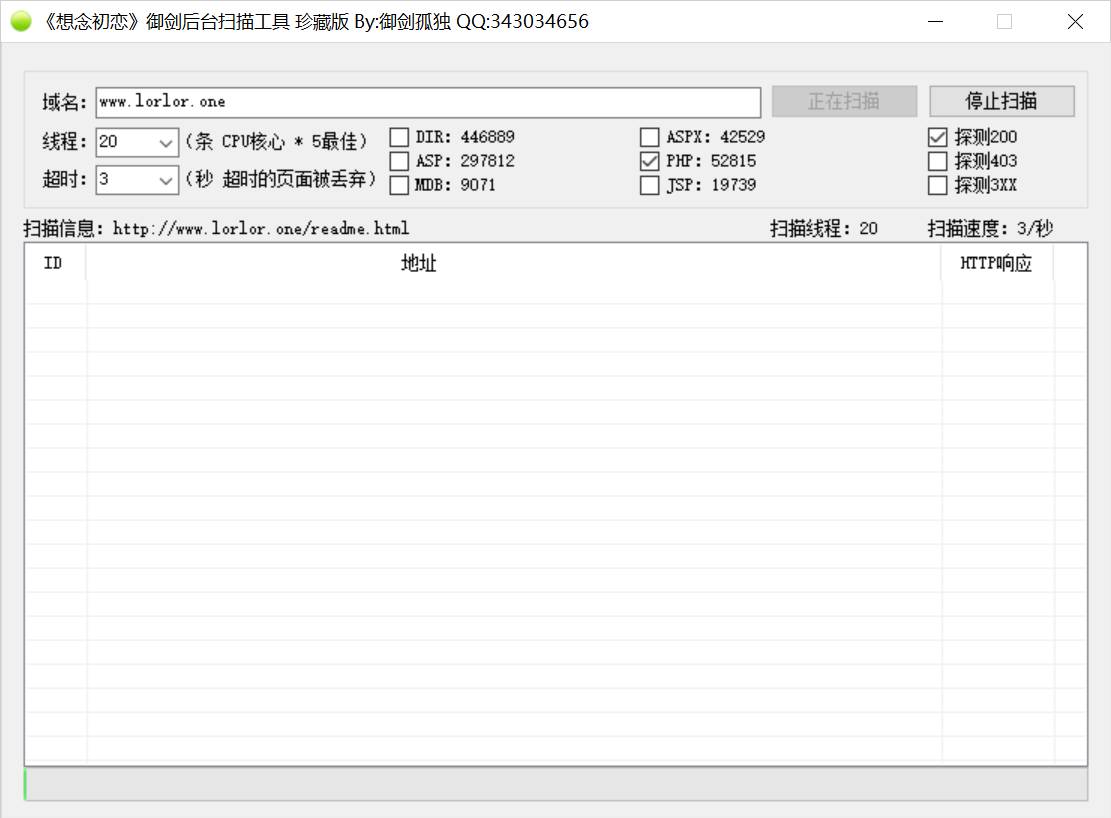 《想念初恋》御剑后台扫描工具 珍藏版 By:御剑孤独 QQ:343034656
域名: www.lorlor.one 正在扫描 停止扫描
线程: 20 (条 CPU核心 * 5最佳) DIR: 446889 ASPX: 42529 探测200
ASP: 297812 PHP: 52815 探测403
超时: 3 (秒 超时的页面被丢弃) MDB: 9071 JSP: 19739 探测3XX
扫描信息: http://www.lorlor.one/readme.html 扫描线程: 20 扫描速度: 3/秒
ID 地址 HTTP响应